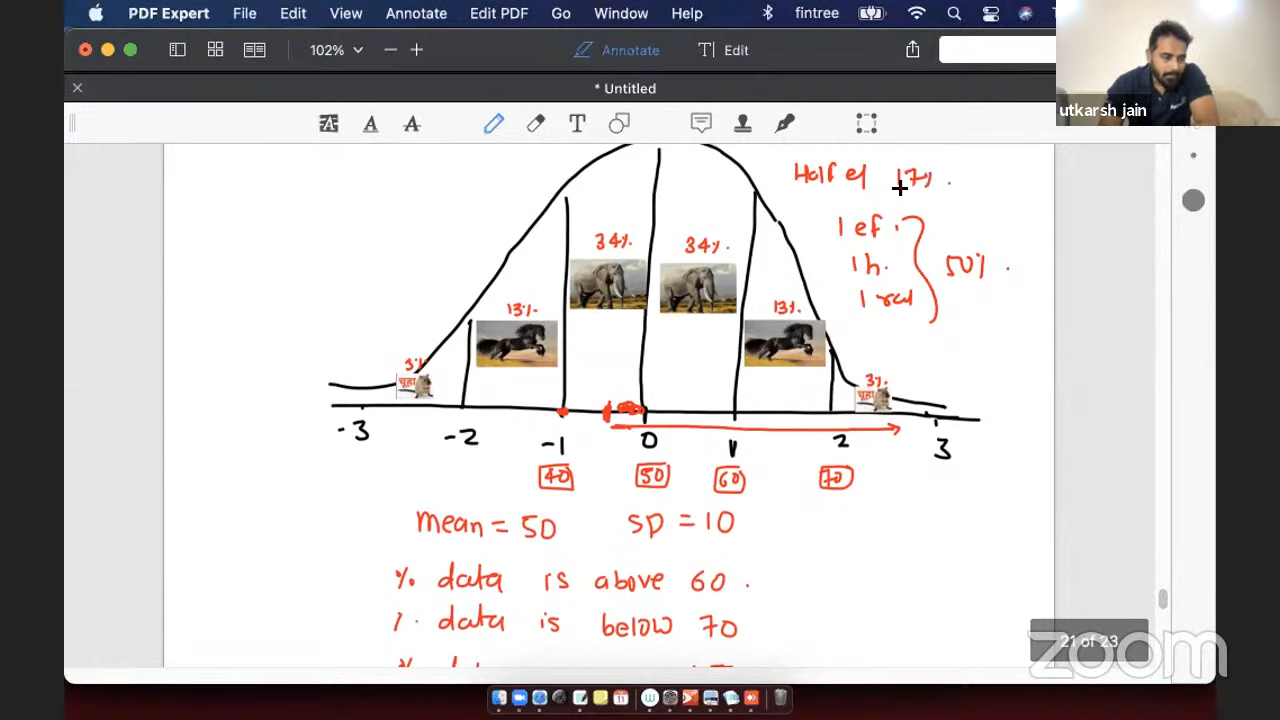 PDF Expert File Edit View Annotate Edit PDF Go Window Help fintree
102% Annotate T| Edit
* Untitled
utkarsh jain
Half of 17%
1 ef.
1 h.
1 rat
50%
34% 34%
13% 13%
3% 3%
चूहा चूहा
-3 -2 -1 0 1 2 3
40 50 60 70
mean = 50 SD = 10
% data is above 60.
%. data is below 70
21 of 23
zoom